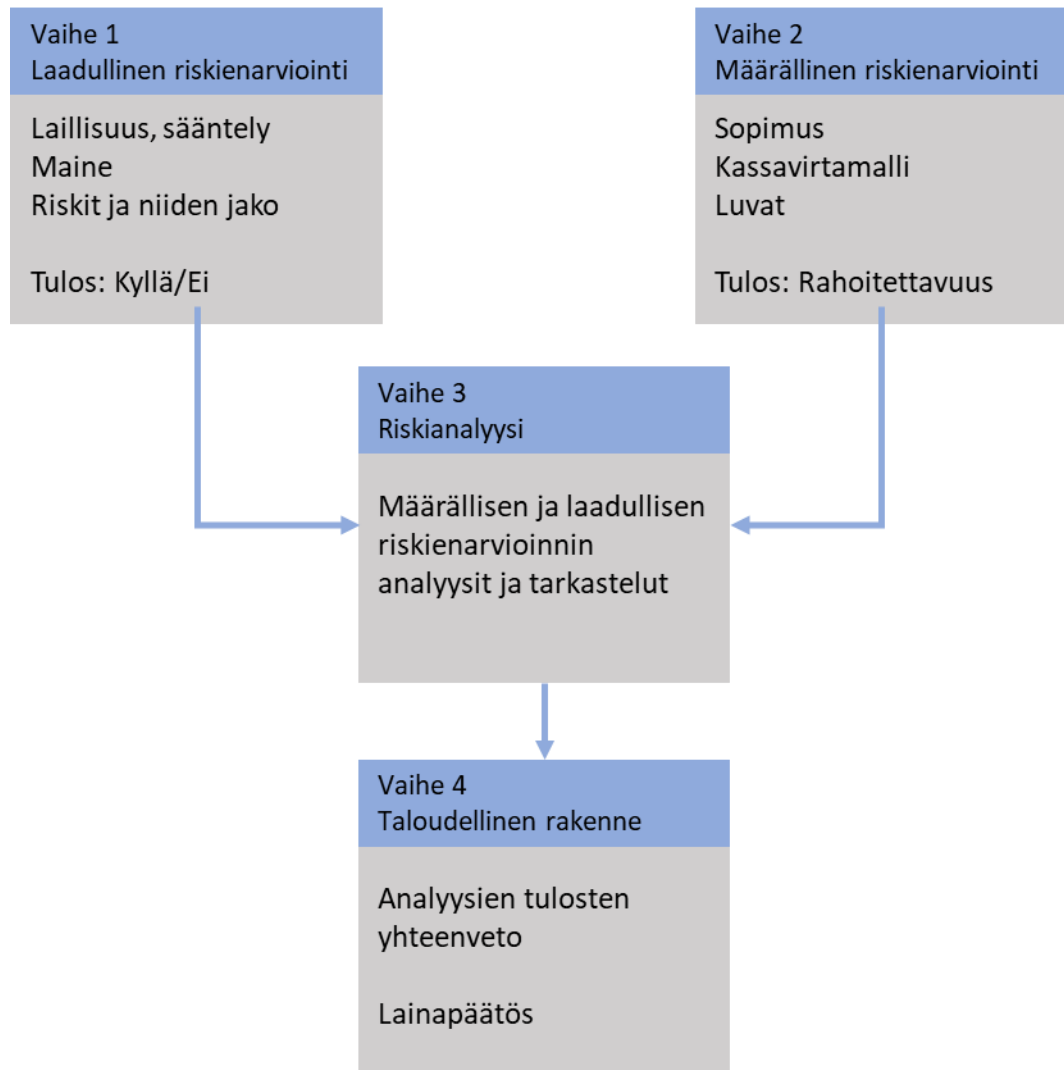 Vaihe 1
Laadullinen riskienarviointi
Laillisuus, sääntely
Maine
Riskit ja niiden jako
Tulos: Kyllä/Ei
Vaihe 2
Määrällinen riskienarviointi
Sopimus
Kassavirtamalli
Luvat
Tulos: Rahoitettavuus
Vaihe 3
Riskianalyysi
Määrällisen ja laadullisen
riskienarvioinnin
analyysit ja tarkastelut
Vaihe 4
Taloudellinen rakenne
Analyysien tulosten
yhteenveto
Lainapäätös